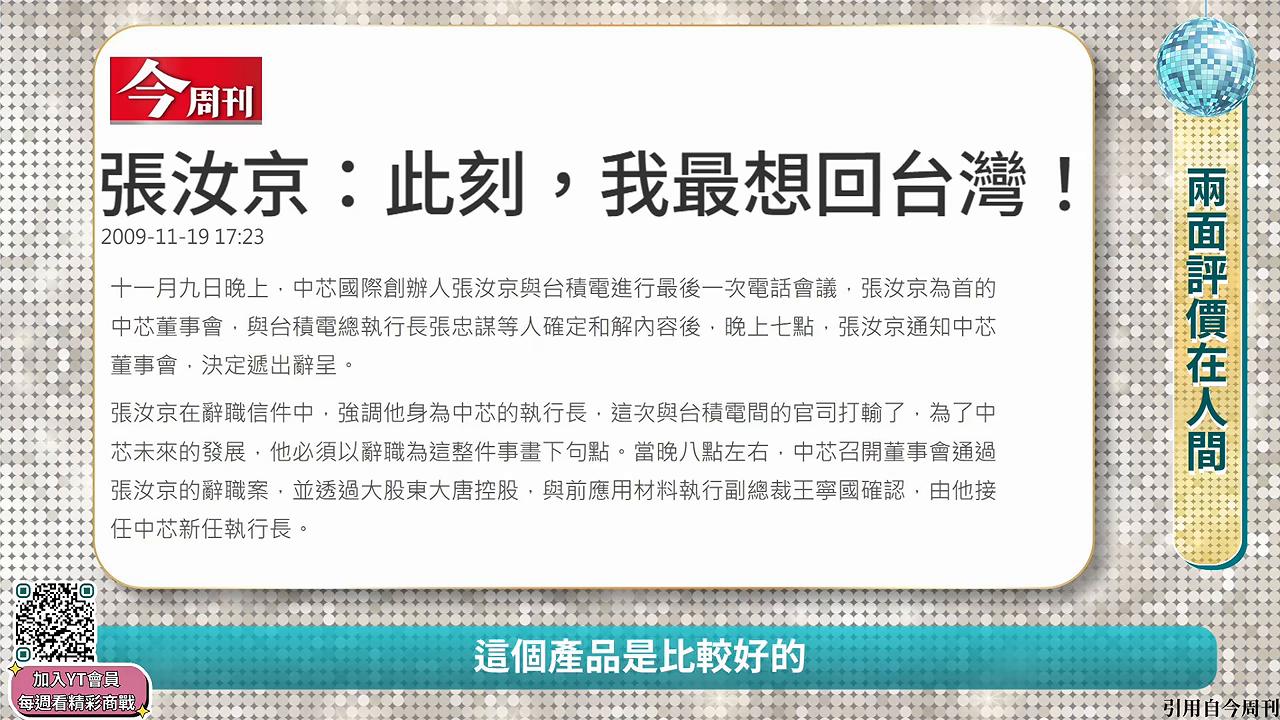 今周刊
張汝京：此刻，我最想回台灣！
2009-11-19 17:23
十一月九日晚上，中芯國際創辦人張汝京與台積電進行最後一次電話會議，張汝京為首的
中芯董事會，與台積電總執行長張忠謀等人確定和解內容後，晚上七點，張汝京通知中芯
董事會，決定遞出辭呈。
張汝京在辭職信件中，強調他身為中芯的執行長，這次與台積電間的官司打輸了，為了中
芯未來的發展，他必須以辭職為這整件事畫下句點。當晚八點左右，中芯召開董事會通過
張汝京的辭職案，並透過大股東大唐控股，與前應用材料執行副總裁王寧國確認，由他接
任中芯新任執行長。
兩面評價在人間
這個產品是比較好的
加入YT會員
每週看精彩商戰
引用自今周刊